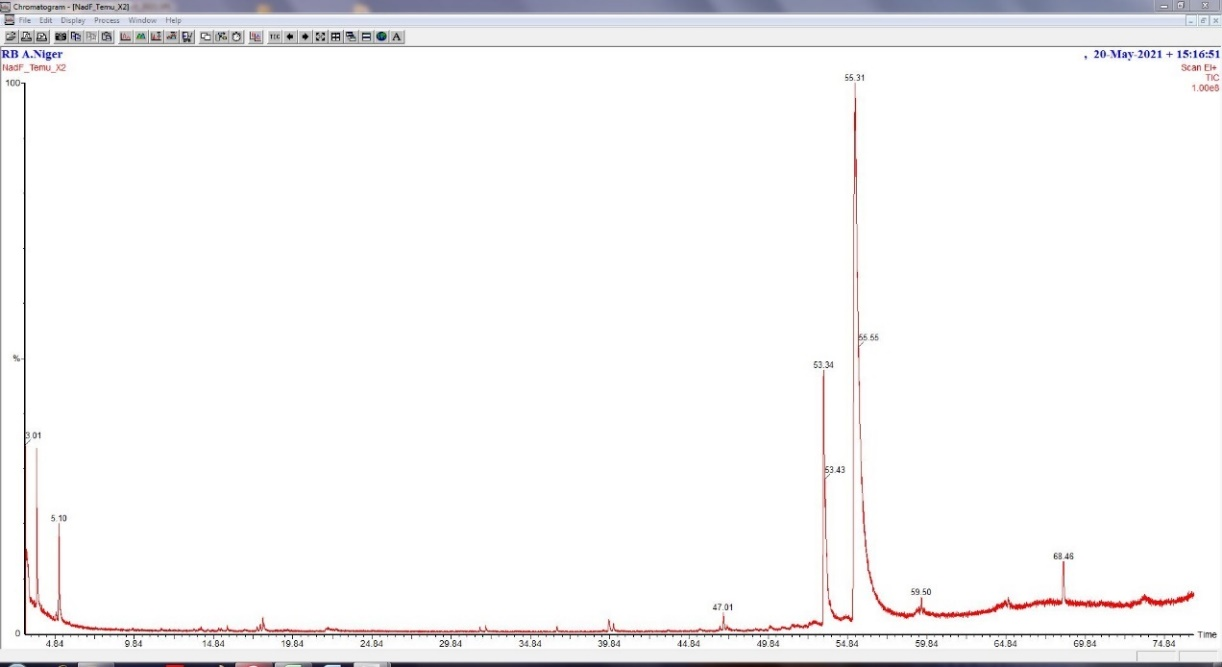 Chromatogram - [NadF_Temu_X2]
File Edit Display Process Window Help
RB A.Niger
, 20-May-2021 + 15:16:51
NadF_Temu_X2
Scan EI+
TIC
1.00e8
100
%
0
3.01
5.10
47.01
53.34
53.43
55.31
55.55
59.50
68.46
4.84 9.84 14.84 19.84 24.84 29.84 34.84 39.84 44.84 49.84 54.84 59.84 64.84 69.84 74.84
Time